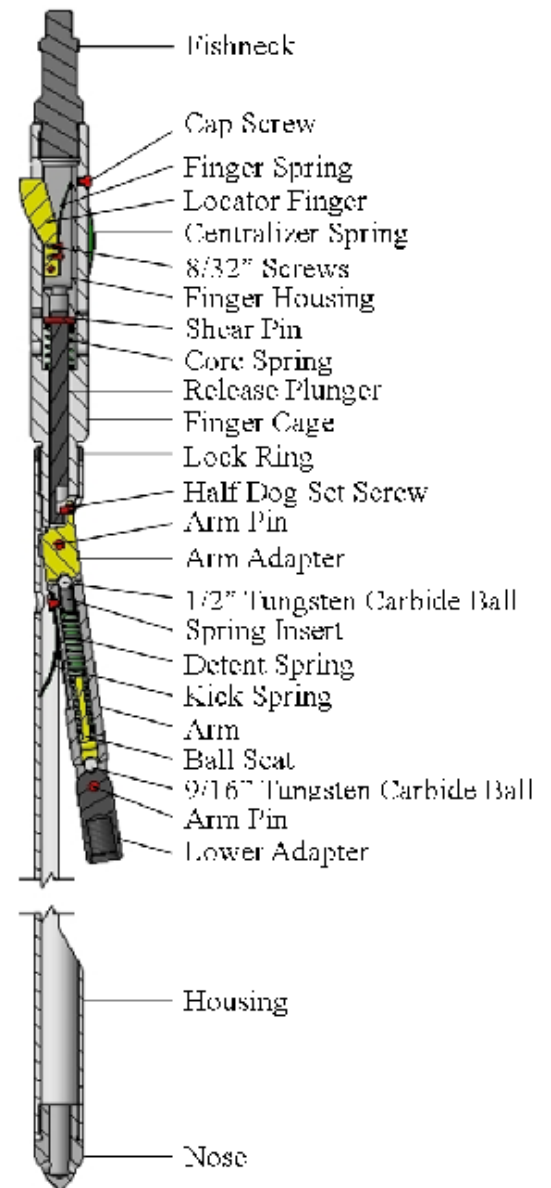 Fishneck
Cap Screw
Finger Spring
Locator Finger
Centralizer Spring
8/32” Screws
Finger Housing
Shear Pin
Core Spring
Release Plunger
Finger Cage
Lock Ring
Half Dog Set Screw
Arm Pin
Arm Adapter
1/2” Tungsten Carbide Ball
Spring Insert
Detent Spring
Kick Spring
Arm
Ball Seat
9/16” Tungsten Carbide Ball
Arm Pin
Lower Adapter
Housing
Nose